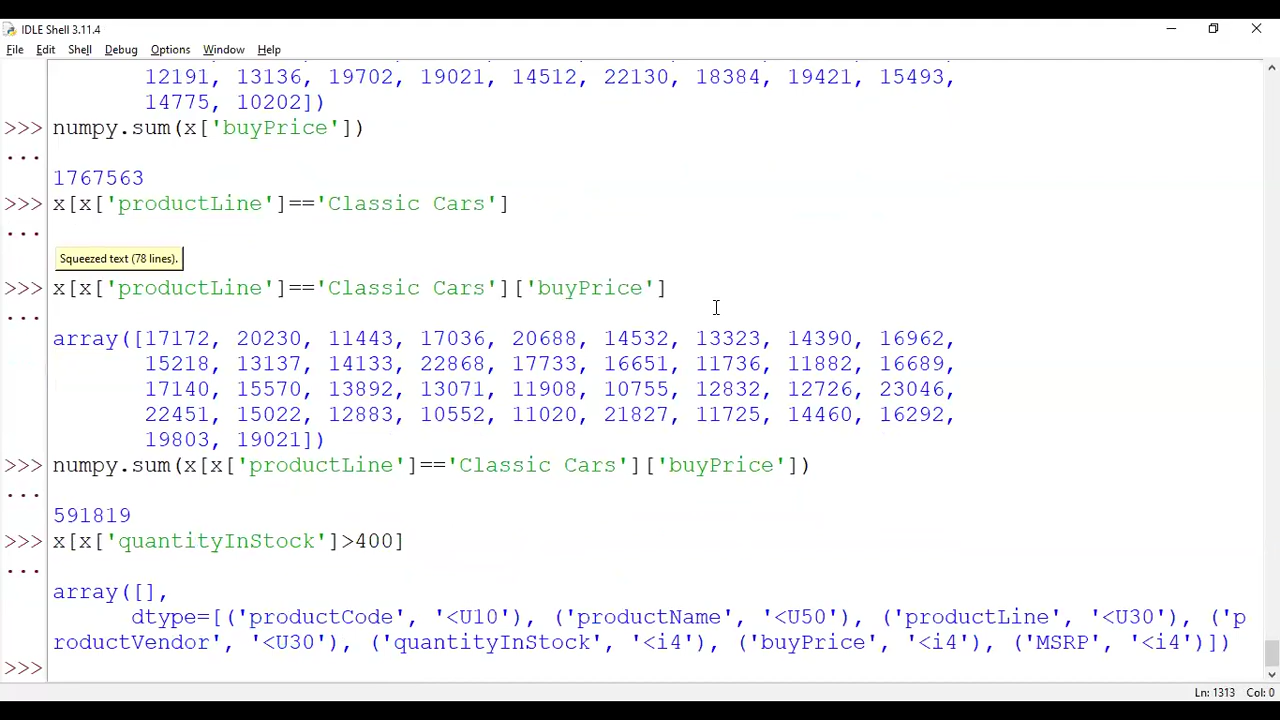 IDLE Shell 3.11.4
File Edit Shell Debug Options Window Help
12191, 13136, 19702, 19021, 14512, 22130, 18384, 19421, 15493,
14775, 10202])
>>> numpy.sum(x['buyPrice'])
...
1767563
>>> x[x['productLine']=='Classic Cars']
...
Squeezed text (78 lines).
>>> x[x['productLine']=='Classic Cars']['buyPrice']
...
array([17172, 20230, 11443, 17036, 20688, 14532, 13323, 14390, 16962,
15218, 13137, 14133, 22868, 17733, 16651, 11736, 11882, 16689,
17140, 15570, 13892, 13071, 11908, 10755, 12832, 12726, 23046,
22451, 15022, 12883, 10552, 11020, 21827, 11725, 14460, 16292,
19803, 19021])
>>> numpy.sum(x[x['productLine']=='Classic Cars']['buyPrice'])
...
591819
>>> x[x['quantityInStock']>400]
...
array([],
dtype=[('productCode', '<U10'), ('productName', '<U50'), ('productLine', '<U30'), ('p
roductVendor', '<U30'), ('quantityInStock', '<i4'), ('buyPrice', '<i4'), ('MSRP', '<i4')])
>>>
Ln: 1313 Col: 0